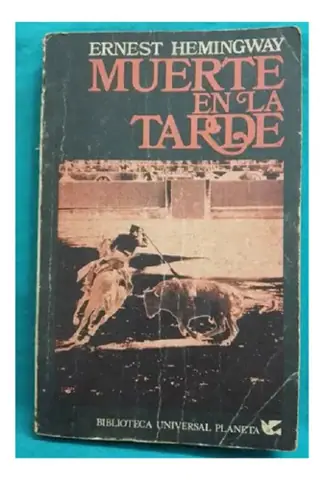 ERNEST HEMINGWAY
MUERTE
EN LA
TARDE
BIBLIOTECA UNIVERSAL PLANETA